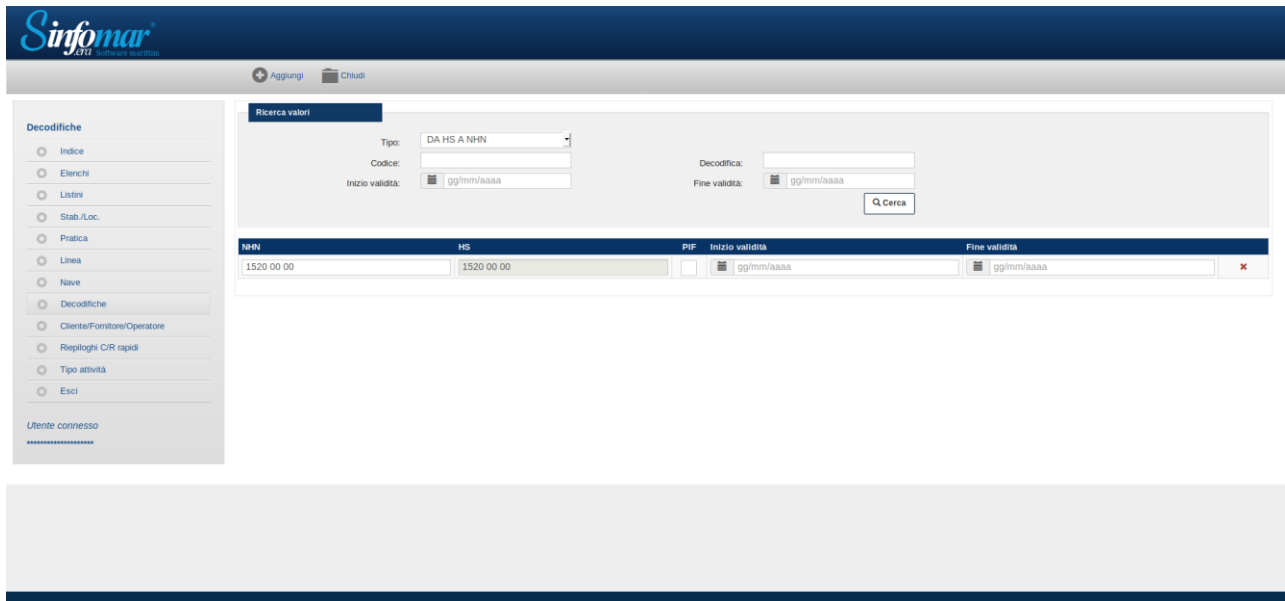 Sinfomar
.era Software marittim
Aggiungi Chiudi
Ricerca valori
Decodifiche
Tipo: DA HS A NHN
Indice
Codice: Decodifica:
Elenchi
Inizio validità: gg/mm/aaaa Fine validità: gg/mm/aaaa
Listini
Cerca
Stab./Loc.
Pratica
NHN HS PIF Inizio validità Fine validità
Linea
1520 00 00 1520 00 00 gg/mm/aaaa gg/mm/aaaa
Nave
Decodifiche
Cliente/Fornitore/Operatore
Riepiloghi C/R rapidi
Tipo attività
Esci
Utente connesso
********************